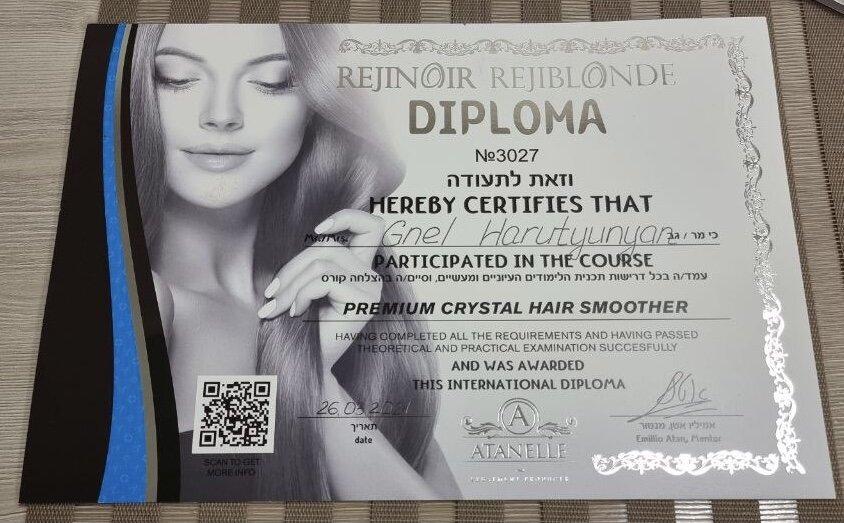 REJINOIR REJIBLONDE
DIPLOMA
№3027
וזאת לתעודה
HEREBY CERTIFIES THAT
Mr./Mrs. Gnel Harutyunyan כי מר / גב'
PARTICIPATED IN THE COURSE
עמד/ה בכל דרישות תכנית הלימודים העיוניים ומעשיים, וסיים/ה בהצלחה קורס
PREMIUM CRYSTAL HAIR SMOOTHER
HAVING COMPLETED ALL THE REQUIREMENTS AND HAVING PASSED
THEORETICAL AND PRACTICAL EXAMINATION SUCCESFULLY
AND WAS AWARDED
THIS INTERNATIONAL DIPLOMA
26.03.2021
תאריך
date
SCAN TO GET
MORE INFO
A
ATANELLE
TREATMENT PRODUCTS
אמיליו אטן, מנטור
Emillio Atan, Mentor